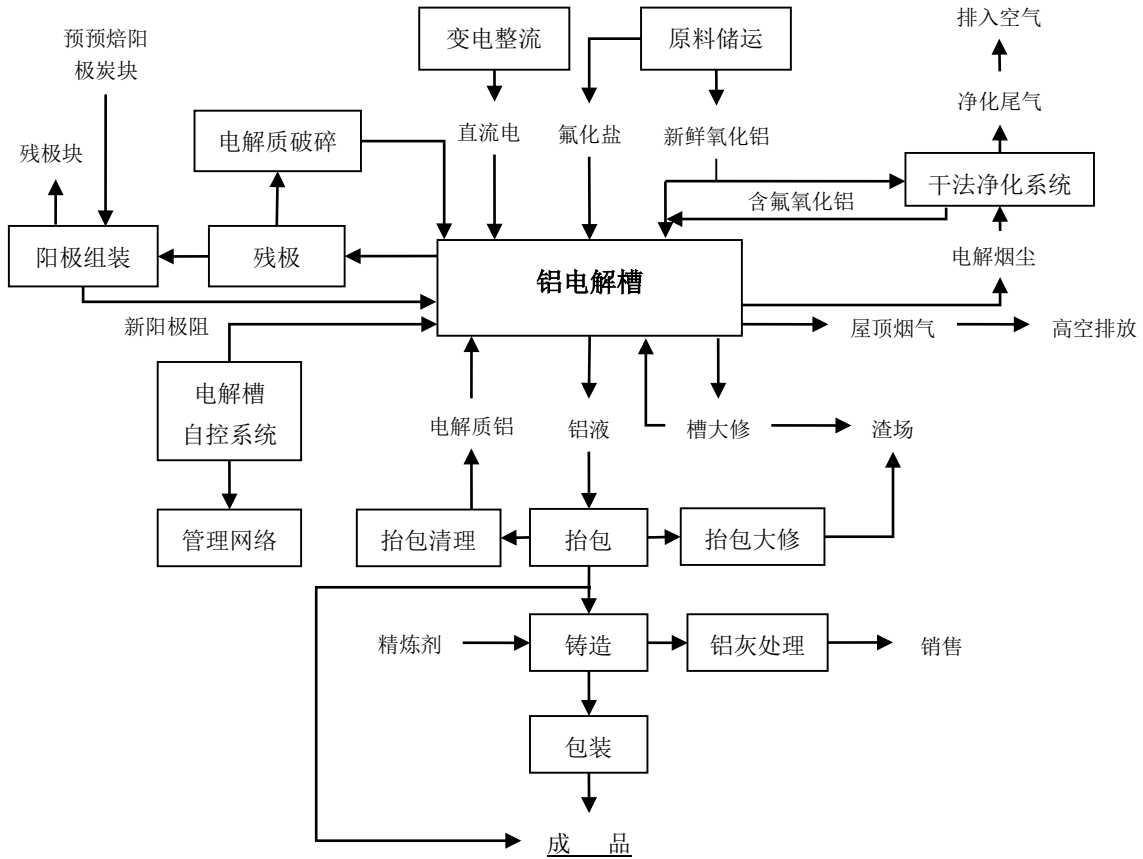 排入空气
预预焙阳
极炭块
变电整流
原料储运
净化尾气
电解质破碎
直流电
氟化盐
新鲜氧化铝
残极块
干法净化系统
含氟氧化铝
阳极组装
残极
铝电解槽
电解烟尘
新阳极阻
屋顶烟气
高空排放
电解槽
自控系统
电解质铝
铝液
槽大修
渣场
管理网络
抬包清理
抬包
抬包大修
精炼剂
铸造
铝灰处理
销售
包装
成 品